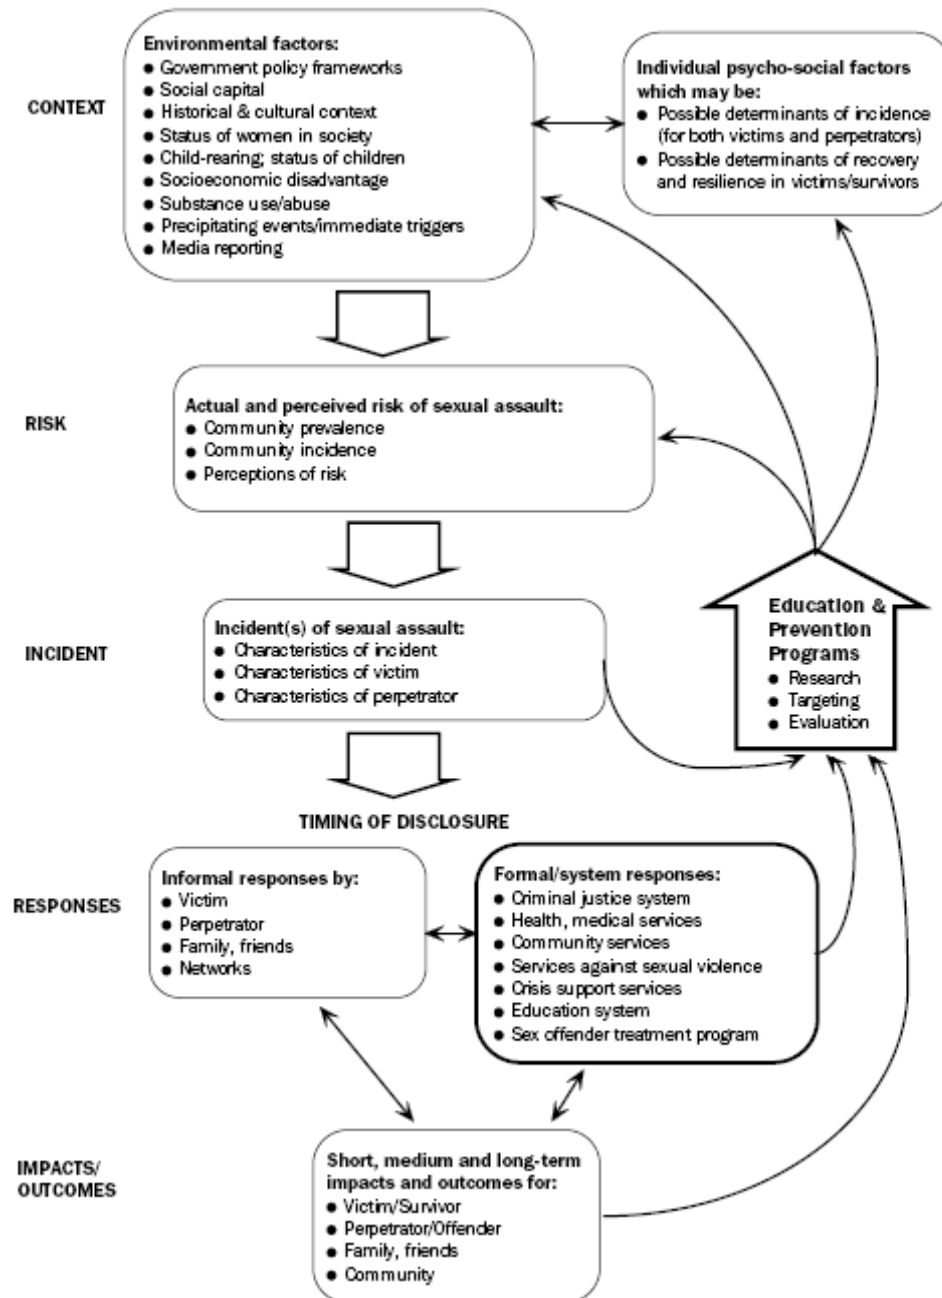 CONTEXT
Environmental factors:
● Government policy frameworks
● Social capital
● Historical & cultural context
● Status of women in society
● Child-rearing; status of children
● Socioeconomic disadvantage
● Substance use/abuse
● Precipitating events/immediate triggers
● Media reporting
Individual psycho-social factors
which may be:
● Possible determinants of incidence
(for both victims and perpetrators)
● Possible determinants of recovery
and resilience in victims/survivors
RISK
Actual and perceived risk of sexual assault:
● Community prevalence
● Community incidence
● Perceptions of risk
INCIDENT
Incident(s) of sexual assault:
● Characteristics of incident
● Characteristics of victim
● Characteristics of perpetrator
Education &
Prevention
Programs
● Research
● Targeting
● Evaluation
TIMING OF DISCLOSURE
RESPONSES
Informal responses by:
● Victim
● Perpetrator
● Family, friends
● Networks
Formal/system responses:
● Criminal justice system
● Health, medical services
● Community services
● Services against sexual violence
● Crisis support services
● Education system
● Sex offender treatment program
IMPACTS/
OUTCOMES
Short, medium and long-term
impacts and outcomes for:
● Victim/Survivor
● Perpetrator/Offender
● Family, friends
● Community